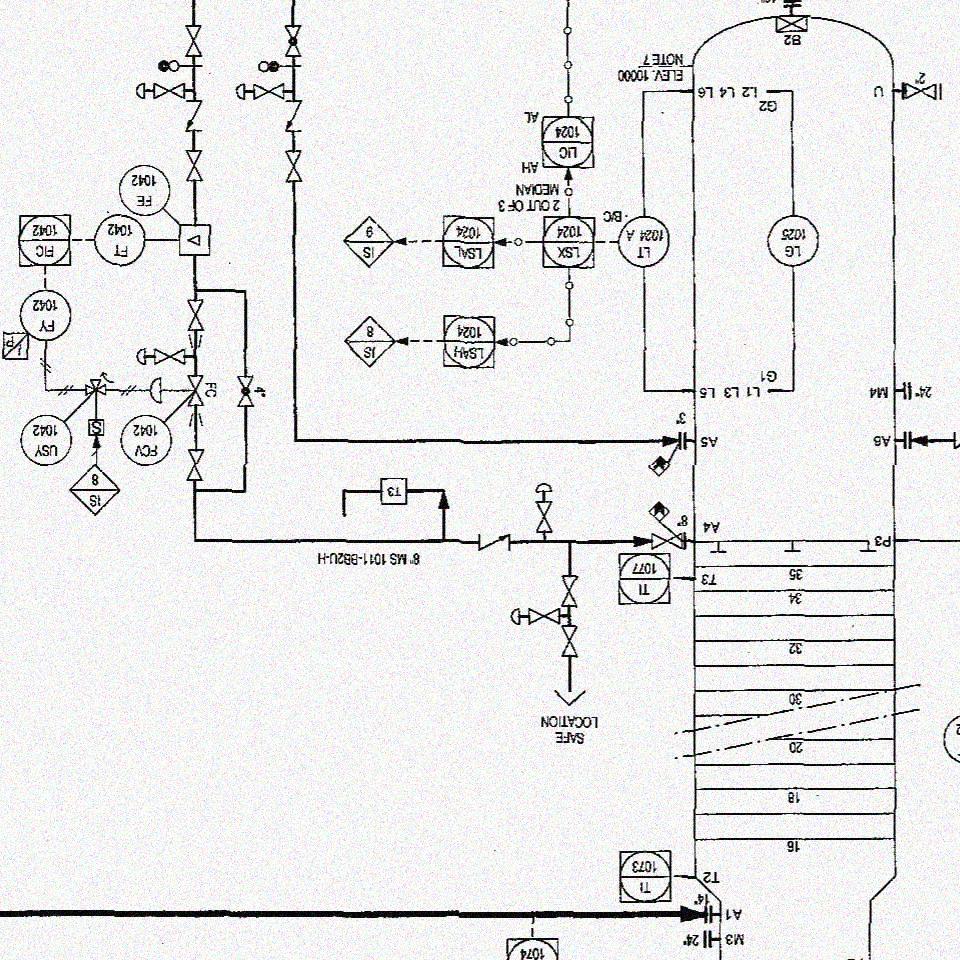 M3
24"
1074
A1
14"
T2
TI
1073
16
18
20
SAFE
LOCATION
30
32
34
35
T3
TI
1077
8" MS 1011-BB2U-H
P3
A4
8"
T3
IS
8
A6
A5
3"
FCV
1042
USY
1042
S
24"
M4
L1 L3 L5
G1
4"
FC
IS
8
LSAH
1024
I
P
FY
1042
LG
1025
LT
1024 A
B/C
LSX
1024
LSAL
1024
IS
9
FT
1042
FIC
1042
2 OUT OF 3
MEDIAN
FE
1042
AH
LIC
1024
AL
G2
L2 L4 L6
2"
U
ELEV. 10000
NOTE 7
B2